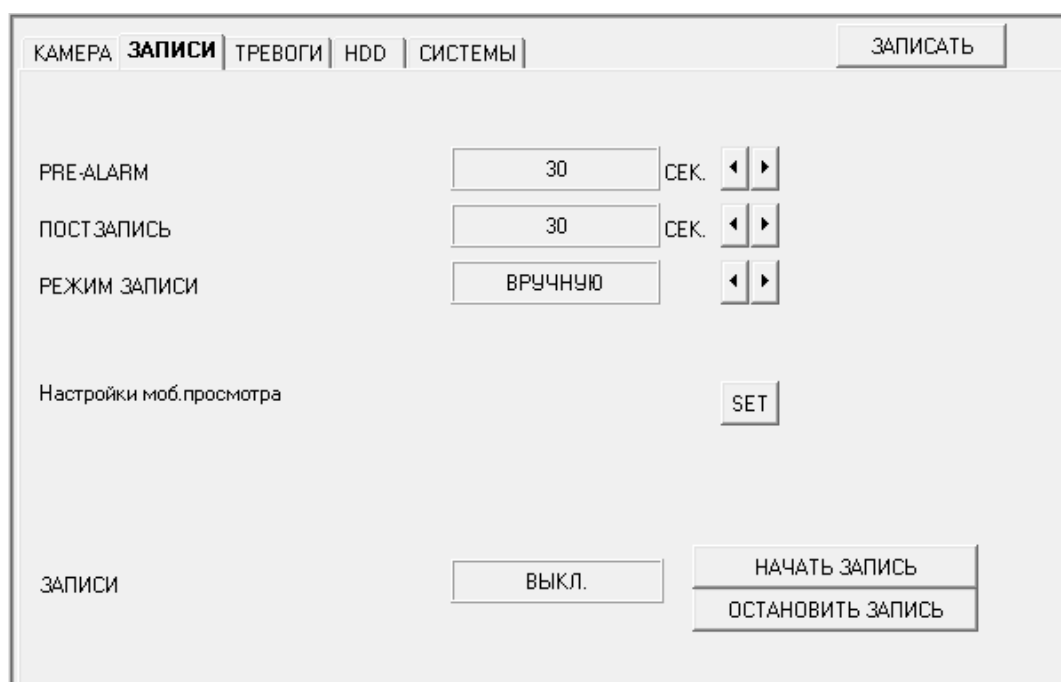 КАМЕРА ЗАПИСИ ТРЕВОГИ HDD СИСТЕМЫ ЗАПИСАТЬ
PRE-ALARM 30 СЕК.
ПОСТЗАПИСЬ 30 СЕК.
РЕЖИМ ЗАПИСИ ВРУЧНУЮ
Настройки моб.просмотра SET
НАЧАТЬ ЗАПИСЬ
ЗАПИСИ ВЫКЛ.
ОСТАНОВИТЬ ЗАПИСЬ